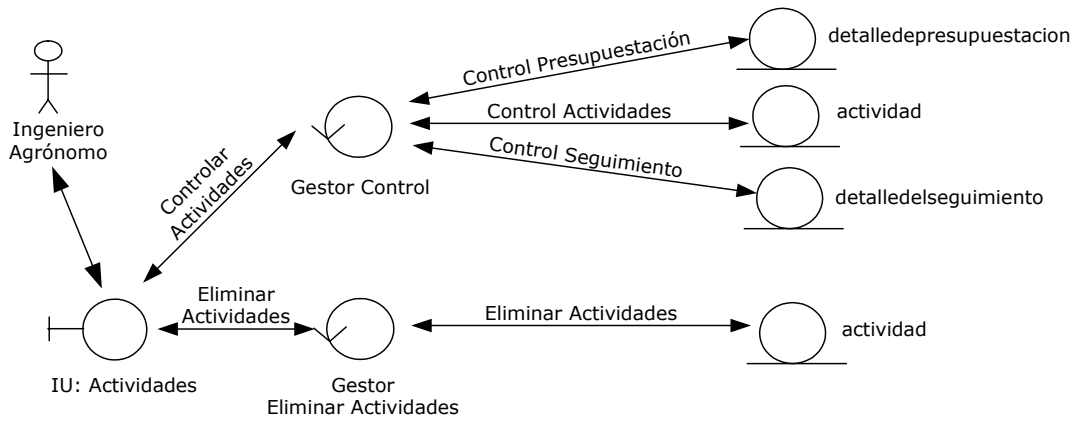 detalledepresupuestacion
Control Presupuestación
Control Actividades
actividad
Ingeniero
Agrónomo
Controlar
Actividades
Gestor Control
Control Seguimiento
detalledelseguimiento
Eliminar
Actividades
Eliminar Actividades
actividad
IU: Actividades
Gestor
Eliminar Actividades